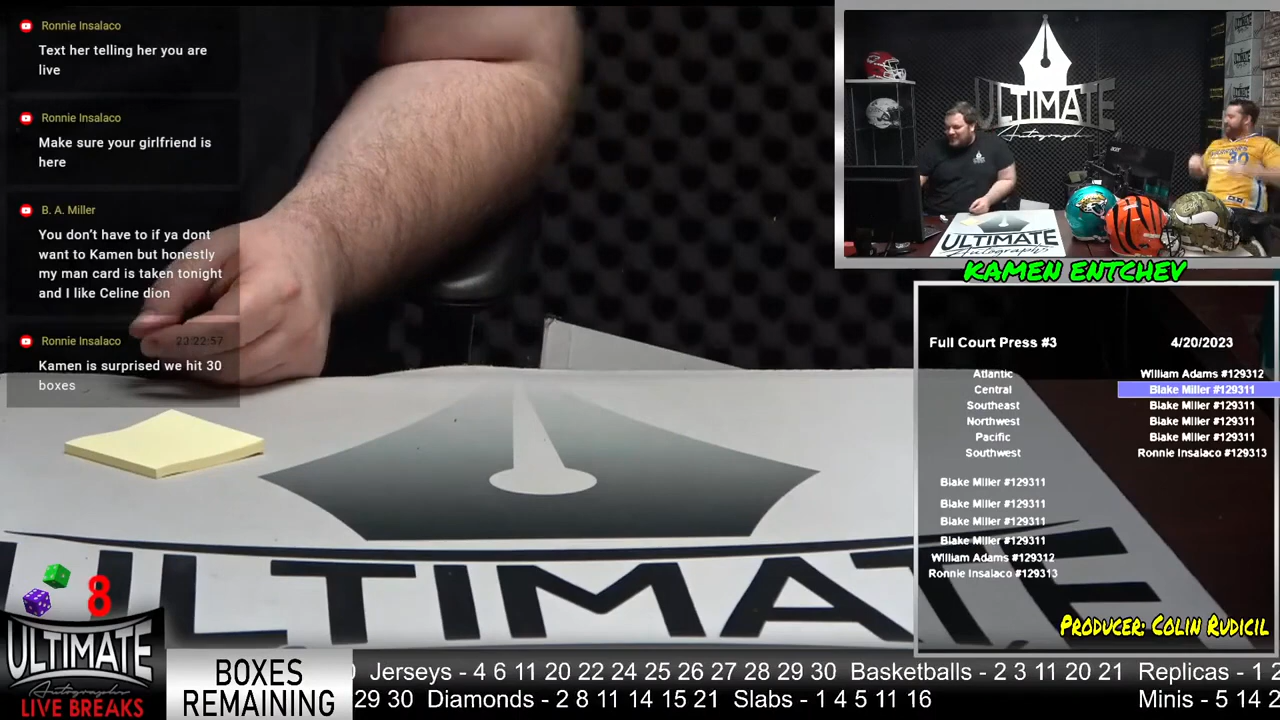 Ronnie Insalaco
Text her telling her you are
live
Ronnie Insalaco
Make sure your girlfriend is
here
B. A. Miller
You don't have to if ya dont
want to Kamen but honestly
my man card is taken tonight
and I like Celine dion
Ronnie Insalaco 23:22:57
Kamen is surprised we hit 30
boxes
ULTIMATE
Autographs
30
ULTIMATE
Autographs
KAMEN ENTCHEV
Full Court Press #3 4/20/2023
Atlantic William Adams #129312
Central Blake Miller #129311
Southeast Blake Miller #129311
Northwest Blake Miller #129311
Pacific Blake Miller #129311
Southwest Ronnie Insalaco #129313
Blake Miller #129311
Blake Miller #129311
Blake Miller #129311
Blake Miller #129311
William Adams #129312
Ronnie Insalaco #129313
PRODUCER: COLIN RUDICIL
ULTIMATE
8
ULTIMATE
Autographs
LIVE BREAKS
BOXES
REMAINING
Jerseys - 4 6 11 20 22 24 25 26 27 28 29 30 Basketballs - 2 3 11 20 21 Replicas - 1 2
29 30 Diamonds - 2 8 11 14 15 21 Slabs - 1 4 5 11 16 Minis - 5 14 2